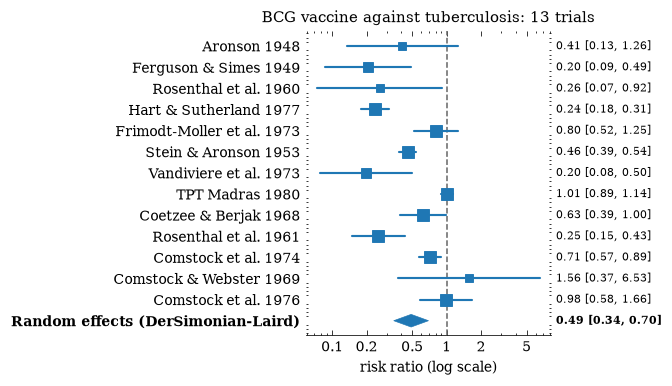 BCG vaccine against tuberculosis: 13 trials
Aronson 1948 0.41 [0.13, 1.26]
Ferguson & Simes 1949 0.20 [0.09, 0.49]
Rosenthal et al. 1960 0.26 [0.07, 0.92]
Hart & Sutherland 1977 0.24 [0.18, 0.31]
Frimodt-Moller et al. 1973 0.80 [0.52, 1.25]
Stein & Aronson 1953 0.46 [0.39, 0.54]
Vandiviere et al. 1973 0.20 [0.08, 0.50]
TPT Madras 1980 1.01 [0.89, 1.14]
Coetzee & Berjak 1968 0.63 [0.39, 1.00]
Rosenthal et al. 1961 0.25 [0.15, 0.43]
Comstock et al. 1974 0.71 [0.57, 0.89]
Comstock & Webster 1969 1.56 [0.37, 6.53]
Comstock et al. 1976 0.98 [0.58, 1.66]
Random effects (DerSimonian-Laird) 0.49 [0.34, 0.70]
0.1 0.2 0.5 1 2 5
risk ratio (log scale)